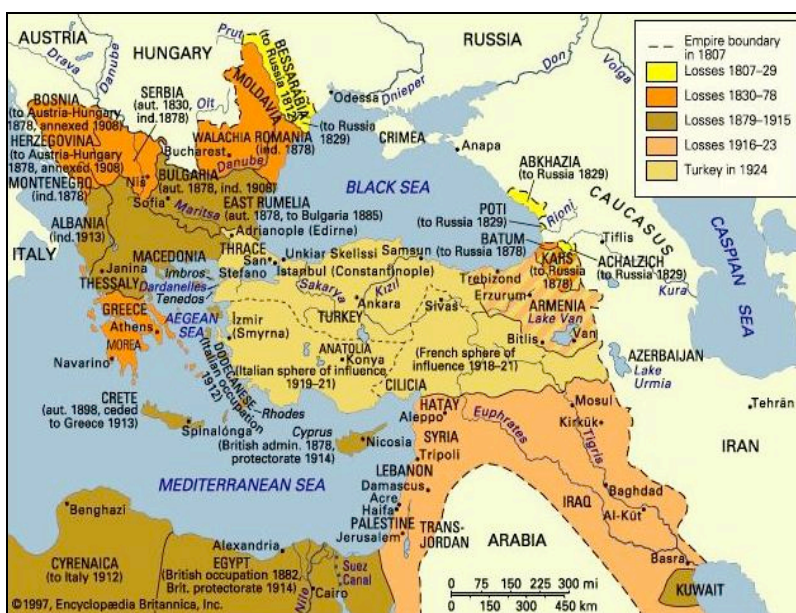 AUSTRIA
HUNGARY
RUSSIA
Drava
Danube
Prut
BESSARABIA
(to Russia
1812)
MOLDAVIA
Dnieper
Don
Volga
Odessa
(to Russia
1829)
CRIMEA
Anapa
BOSNIA
(to Austria-Hungary
1878, annexed 1908)
SERBIA
(aut. 1830,
ind.1878)
Olt
HERZEGOVINA
(to Austria-Hungary
1878, annexed 1908)
WALACHIA
ROMANIA
(ind. 1878)
Bucharest
Danube
MONTENEGRO
(ind.1878)
Niš
BULGARIA
(aut. 1878, ind. 1908)
Sofia
Maritsa
EAST RUMELIA
(aut. 1878, to Bulgaria 1885)
Adrianople (Edirne)
BLACK SEA
ABKHAZIA
(to Russia 1829)
CAUCASUS
POTI
(to Russia
1829)
Rioni
BATUM
(to Russia 1878)
Tiflis
KARS
(to Russia
1878)
ACHALZICH
(to Russia 1829)
Kura
CASPIAN
SEA
ALBANIA
(ind.1913)
ITALY
MACEDONIA
THRACE
San
Stefano
Unkiar Skelissi
Istanbul (Constantinople)
Samsun
Trebizond
Erzurum
Janina
Imbros
Dardanelles
Tenedos
THESSALY
Sakarya
Kızıl
Ankara
Sivas
ARMENIA
Lake Van
Van
Bitlis
GREECE
Athens
MOREA
AEGEAN
SEA
İzmir
(Smyrna)
TURKEY
ANATOLIA
Konya
(Italian sphere of
influence
1919–21)
(French sphere of
influence 1918–21)
AZERBAIJAN
Lake
Urmia
Navarino
DODECANESE
(Italian occupation
1912)
Rhodes
CILICIA
HATAY
Aleppo
Mosul
Kirkūk
Tehrān
CRETE
(aut. 1898, ceded
to Greece 1913)
Spinalónga
Cyprus
(British admin. 1878,
protectorate 1914)
Nicosia
SYRIA
Euphrates
Tigris
IRAN
MEDITERRANEAN SEA
Tripoli
LEBANON
Damascus
Acre
Haifa
PALESTINE
Jerusalem
TRANS-
JORDAN
IRAQ
Baghdad
Al-Kūt
Basra
KUWAIT
ARABIA
Benghazi
CYRENAICA
(to Italy 1912)
Alexandria
EGYPT
(British occupation 1882,
Brit. protectorate 1914)
Suez
Canal
Nile
Cairo
0 150 300 mi
0 150 300 450 km
©1997, Encyclopædia Britannica, Inc.
Empire boundary
in 1807
Losses 1807–29
Losses 1830–78
Losses 1879–1915
Losses 1916–23
Turkey in 1924